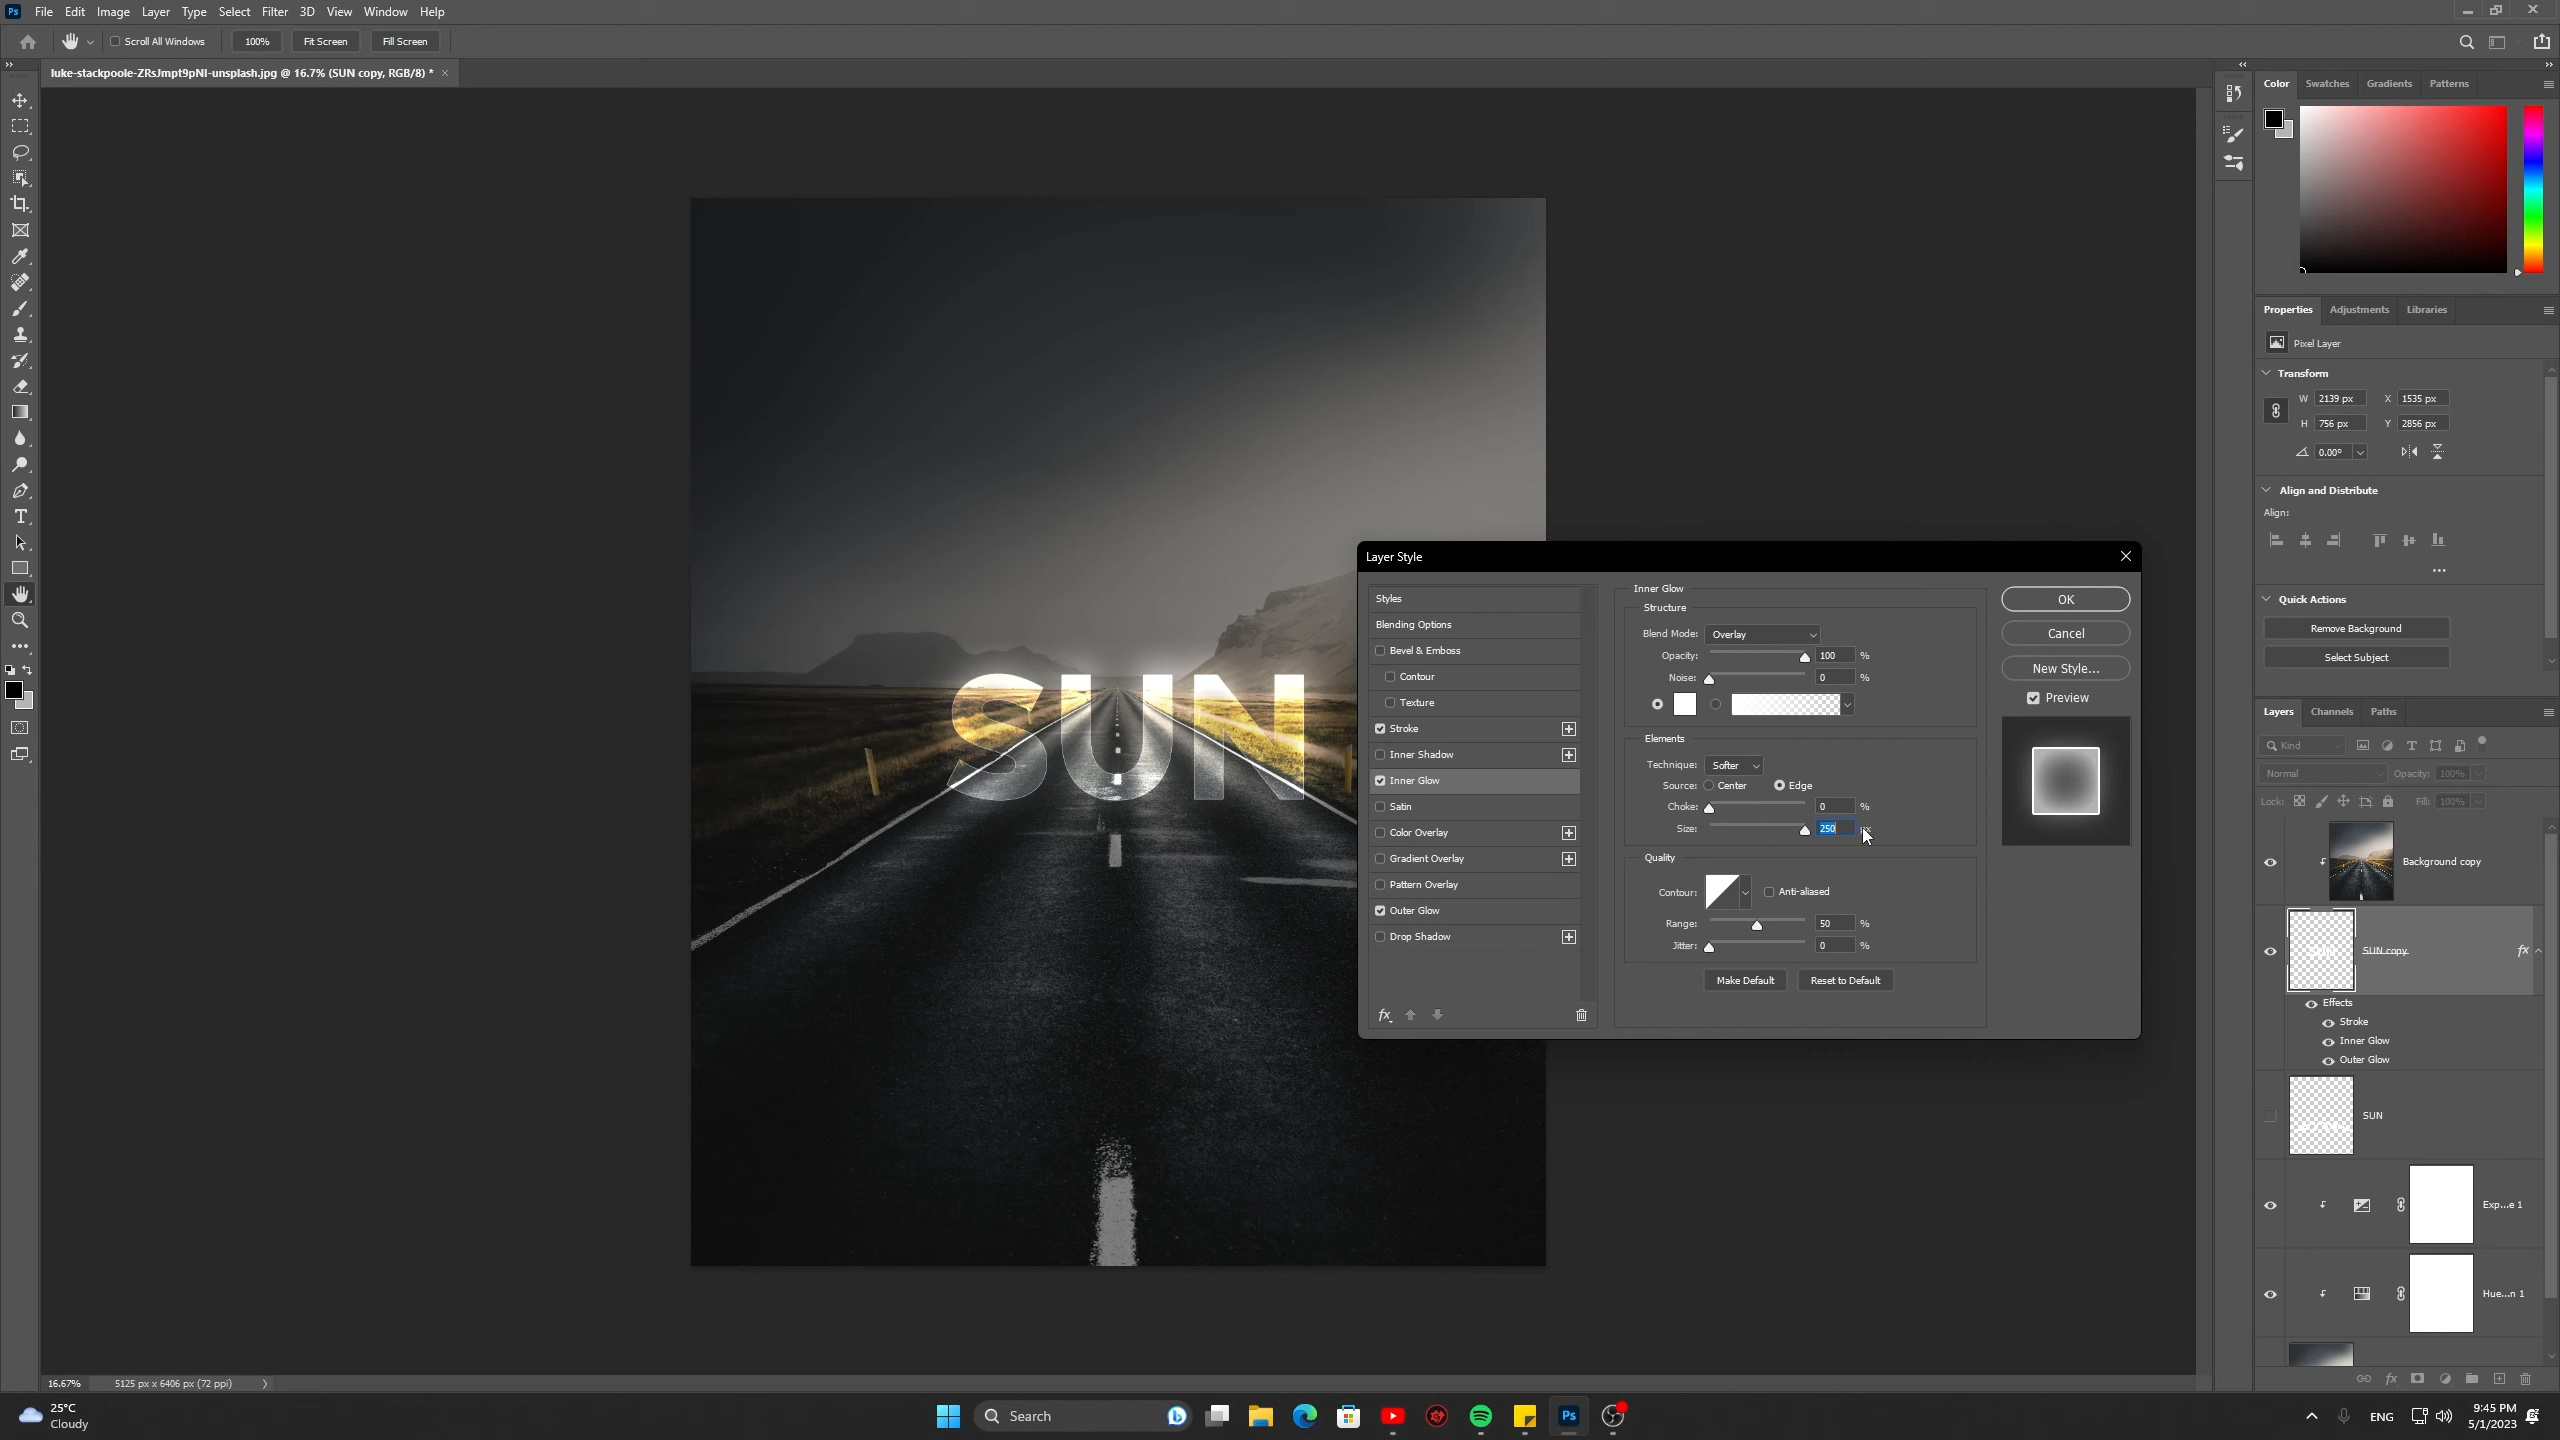 Ps File Edit Image Layer Type Select Filter 3D View Window Help
Scroll All Windows 100% Fit Screen Fill Screen
luke-stackpoole-ZRsJmpt9pNI-unsplash.jpg @ 16.7% (SUN copy, RGB/8) *
Color Swatches Gradients Patterns
Properties Adjustments Libraries
Pixel Layer
Transform
W 2139 px X 1535 px
H 756 px Y 2856 px
0.00°
Align and Distribute
Align:
Quick Actions
Remove Background
Select Subject
SUN
Layer Style
Styles
Blending Options
Bevel & Emboss
Contour
Texture
Stroke
Inner Shadow
Inner Glow
Satin
Color Overlay
Gradient Overlay
Pattern Overlay
Outer Glow
Drop Shadow
fx
Inner Glow
Structure
Blend Mode: Overlay
Opacity: 100 %
Noise: 0 %
Elements
Technique: Softer
Source: Center Edge
Choke: 0 %
Size: 250 px
Quality
Contour: Anti-aliased
Range: 50 %
Jitter: 0 %
Make Default Reset to Default
OK
Cancel
New Style...
Preview
Layers Channels Paths
Kind
Normal Opacity: 100%
Lock: Fill: 100%
Background copy
SUN copy fx
Effects
Stroke
Inner Glow
Outer Glow
SUN
Exp...e 1
Hue...n 1
fx
16.67% 5125 px x 6406 px (72 ppi)
25°C
Cloudy
Search
Ps
ENG
9:45 PM
5/1/2023